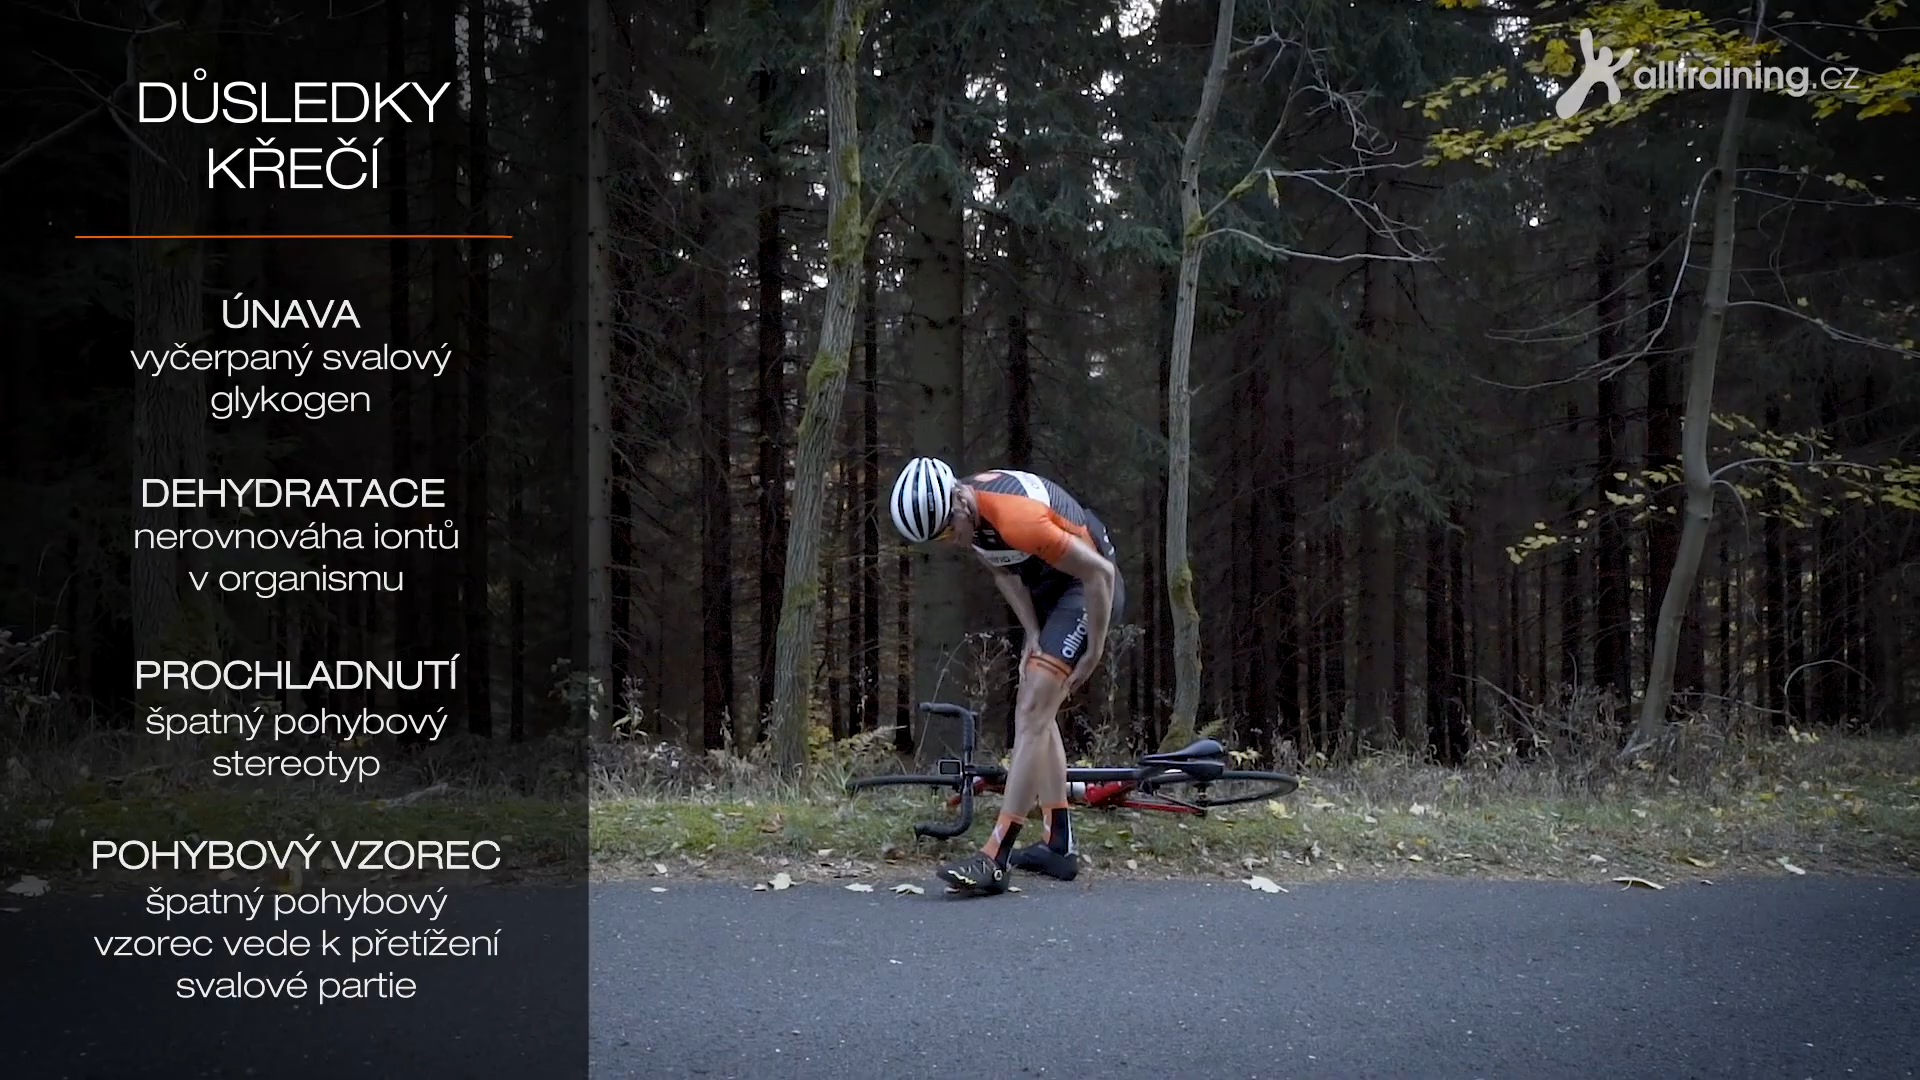 DŮSLEDKY
KŘEČÍ
alltraining.cz
ÚNAVA
vyčerpaný svalový
glykogen
DEHYDRATACE
nerovnováha iontů
v organismu
PROCHLADNUTÍ
špatný pohybový
stereotyp
POHYBOVÝ VZOREC
špatný pohybový
vzorec vede k přetížení
svalové partie